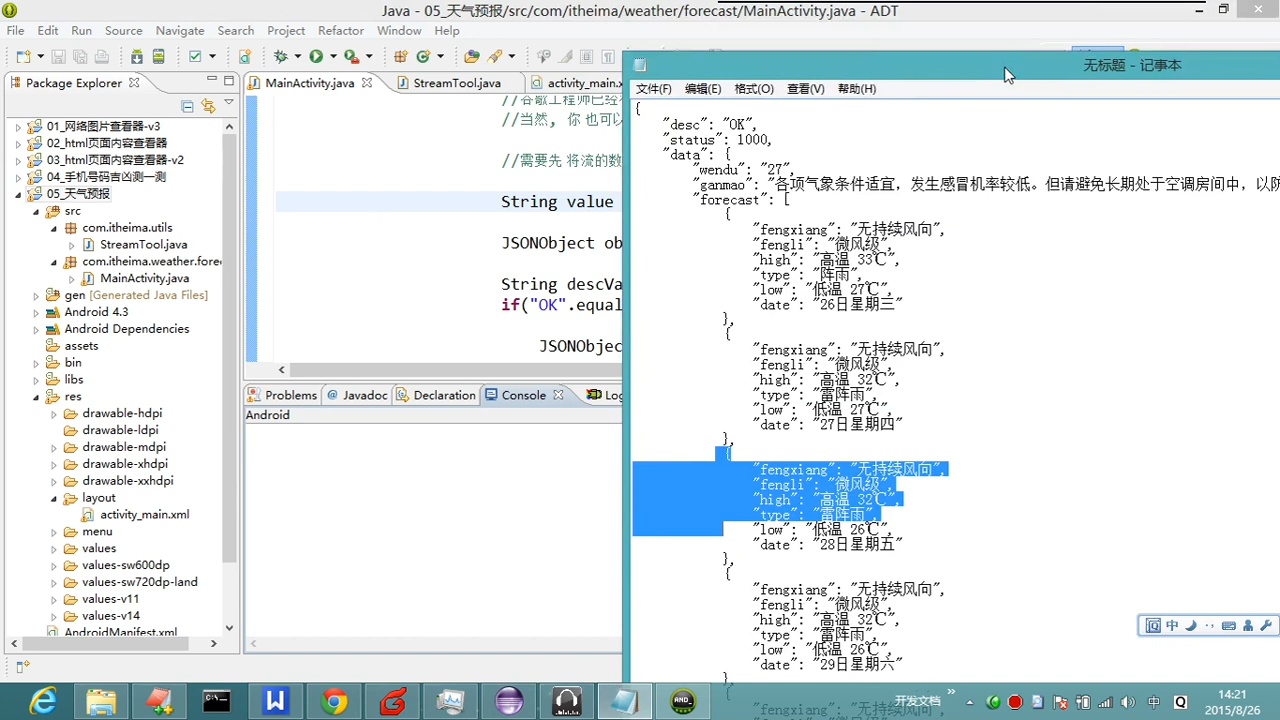 Java - 05_天气预报/src/com/itheima/weather/forecast/MainActivity.java - ADT
File Edit Run Source Navigate Search Project Refactor Window Help
Package Explorer
01_网络图片查看器-v3
02_html页面内容查看器
03_html页面内容查看器-v2
04_手机号码吉凶测一测
05_天气预报
src
com.itheima.utils
StreamTool.java
com.itheima.weather.fore
MainActivity.java
gen [Generated Java Files]
Android 4.3
Android Dependencies
assets
bin
libs
res
drawable-hdpi
drawable-ldpi
drawable-mdpi
drawable-xhdpi
drawable-xxhdpi
layout
activity_main.xml
menu
values
values-sw600dp
values-sw720dp-land
values-v11
values-v14
AndroidManifest.xml
MainActivity.java StreamTool.java activity_main.x
//谷歌工程师已经
//当然, 你 也可以
//需要先 将流的数
String value
JSONObject ob
String descVa
if("OK".equal
JSONObjec
Problems Javadoc Declaration Console Log
Android
无标题 - 记事本
文件(F) 编辑(E) 格式(O) 查看(V) 帮助(H)
{
"desc": "OK",
"status": 1000,
"data": {
"wendu": "27",
"ganmao": "各项气象条件适宜，发生感冒机率较低。但请避免长期处于空调房间中，以防
"forecast": [
{
"fengxiang": "无持续风向",
"fengli": "微风级",
"high": "高温 33℃",
"type": "阵雨",
"low": "低温 27℃",
"date": "26日星期三"
},
{
"fengxiang": "无持续风向",
"fengli": "微风级",
"high": "高温 32℃",
"type": "雷阵雨",
"low": "低温 27℃",
"date": "27日星期四"
},
{
"fengxiang": "无持续风向",
"fengli": "微风级",
"high": "高温 32℃",
"type": "雷阵雨",
"low": "低温 26℃",
"date": "28日星期五"
},
{
"fengxiang": "无持续风向",
"fengli": "微风级",
"high": "高温 32℃",
"type": "雷阵雨",
"low": "低温 26℃",
"date": "29日星期六"
},
{
中
开发文档
中
14:21
2015/8/26